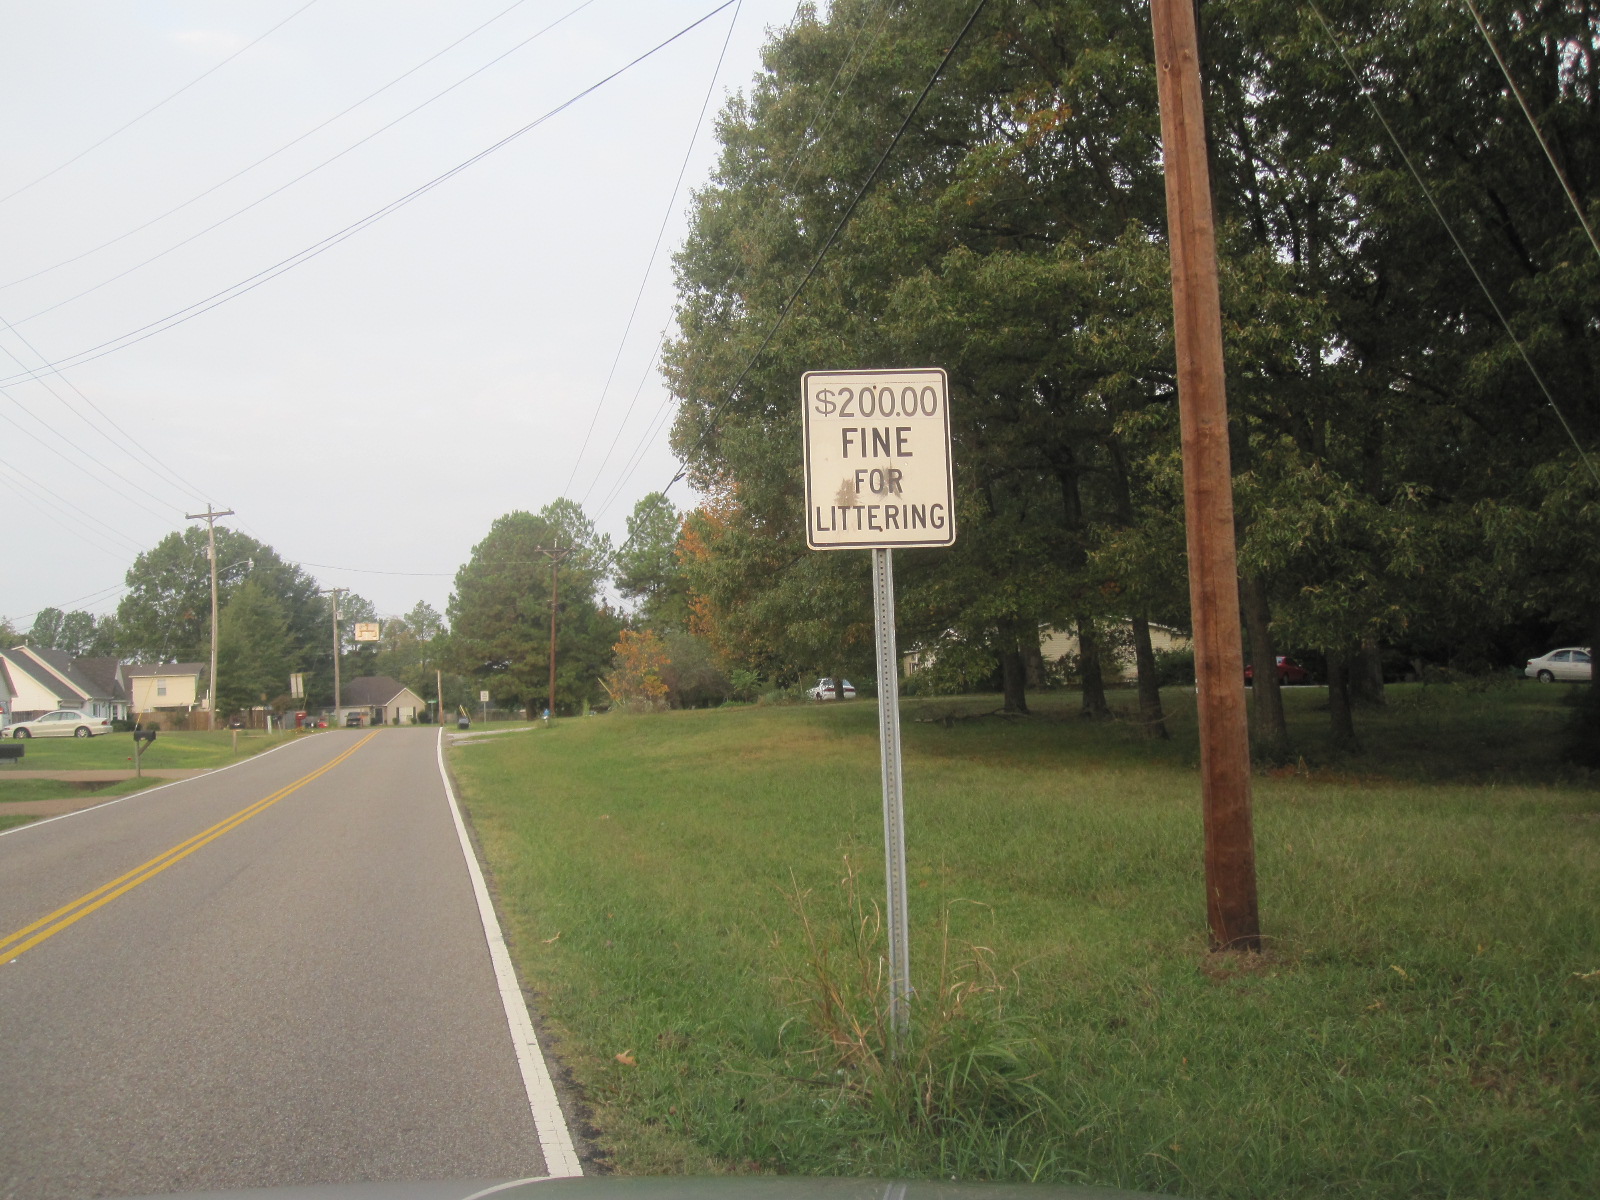 $200.00
FINE
FOR
LITTERING